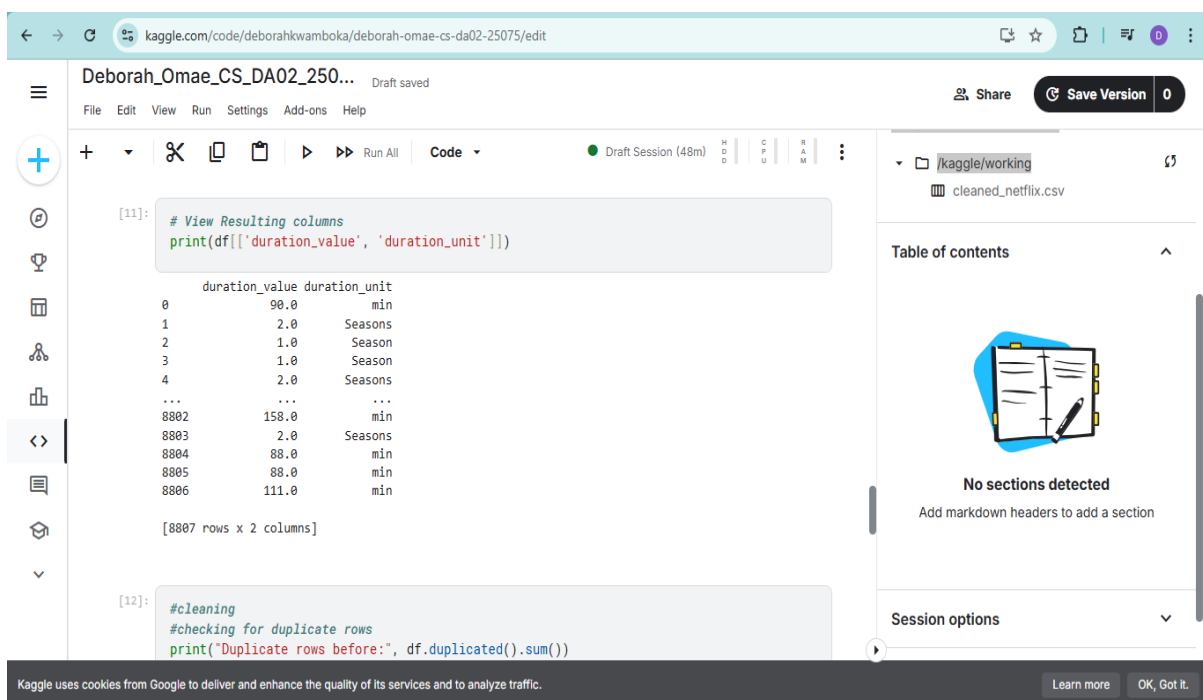 kaggle.com/code/deborahkwamboka/deborah-omae-cs-da02-25075/edit
D
Deborah_Omae_CS_DA02_250... Draft saved
File Edit View Run Settings Add-ons Help
Share
Save Version 0
Run All Code Draft Session (48m) HDD CPU RAM
/kaggle/working
cleaned_netflix.csv
[11]:
# View Resulting columns
print(df[['duration_value', 'duration_unit']])
duration_value duration_unit
0 90.0 min
1 2.0 Seasons
2 1.0 Season
3 1.0 Season
4 2.0 Seasons
... ... ...
8802 158.0 min
8803 2.0 Seasons
8804 88.0 min
8805 88.0 min
8806 111.0 min
[8807 rows x 2 columns]
[12]:
#cleaning
#checking for duplicate rows
print("Duplicate rows before:", df.duplicated().sum())
Table of contents
No sections detected
Add markdown headers to add a section
Session options
Kaggle uses cookies from Google to deliver and enhance the quality of its services and to analyze traffic.
Learn more
OK, Got it.